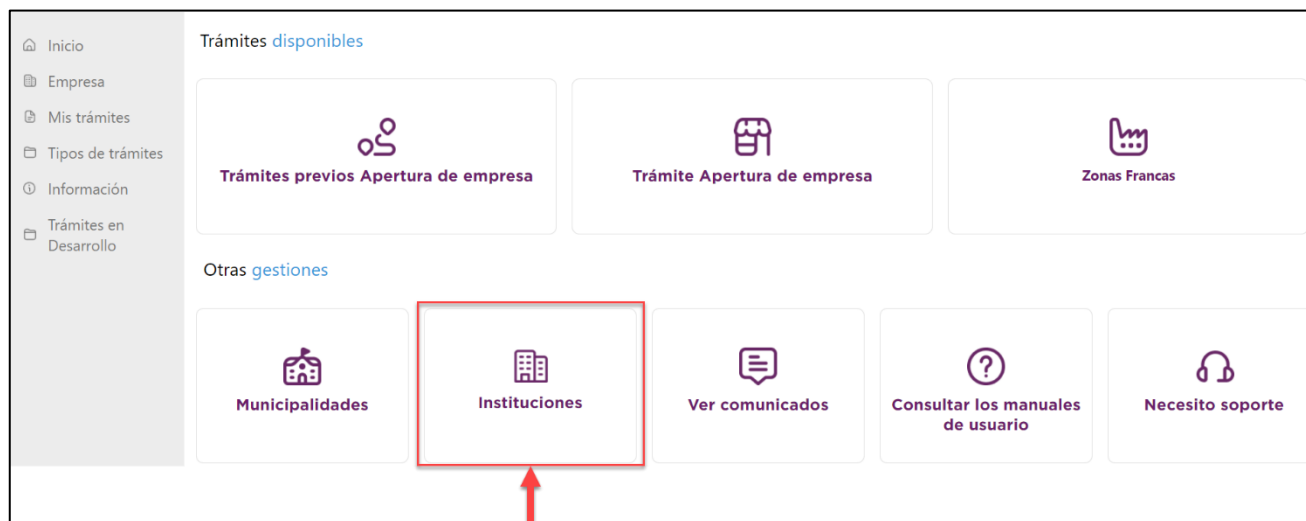 Inicio
Empresa
Mis trámites
Tipos de trámites
Información
Trámites en
Desarrollo
Trámites disponibles
Trámites previos Apertura de empresa
Trámite Apertura de empresa
Zonas Francas
Otras gestiones
Municipalidades
Instituciones
Ver comunicados
Consultar los manuales
de usuario
Necesito soporte